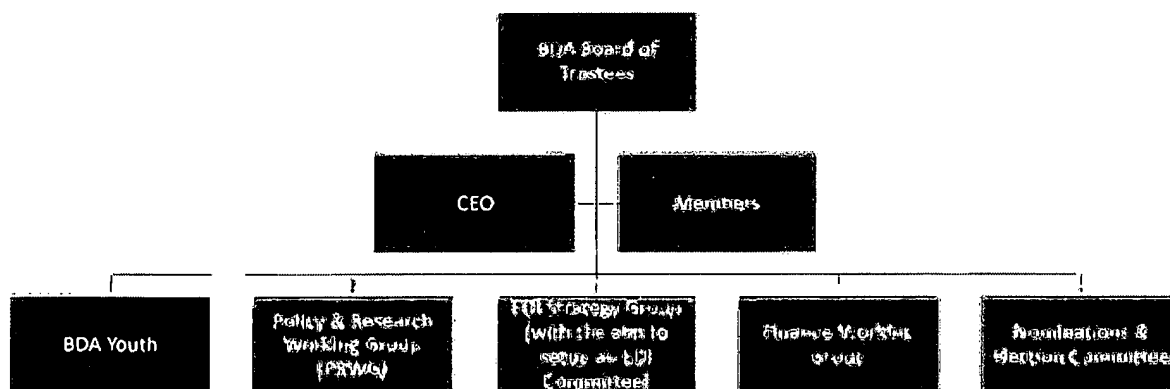 BDA Board of
Trustees
CEO
Members
BDA Youth
Policy & Research
Working Group
(PRWG)
EDI Strategy Group
(with the aim to
setup an EDI
Committee)
Finance Working
Group
Nominations &
Election Committee